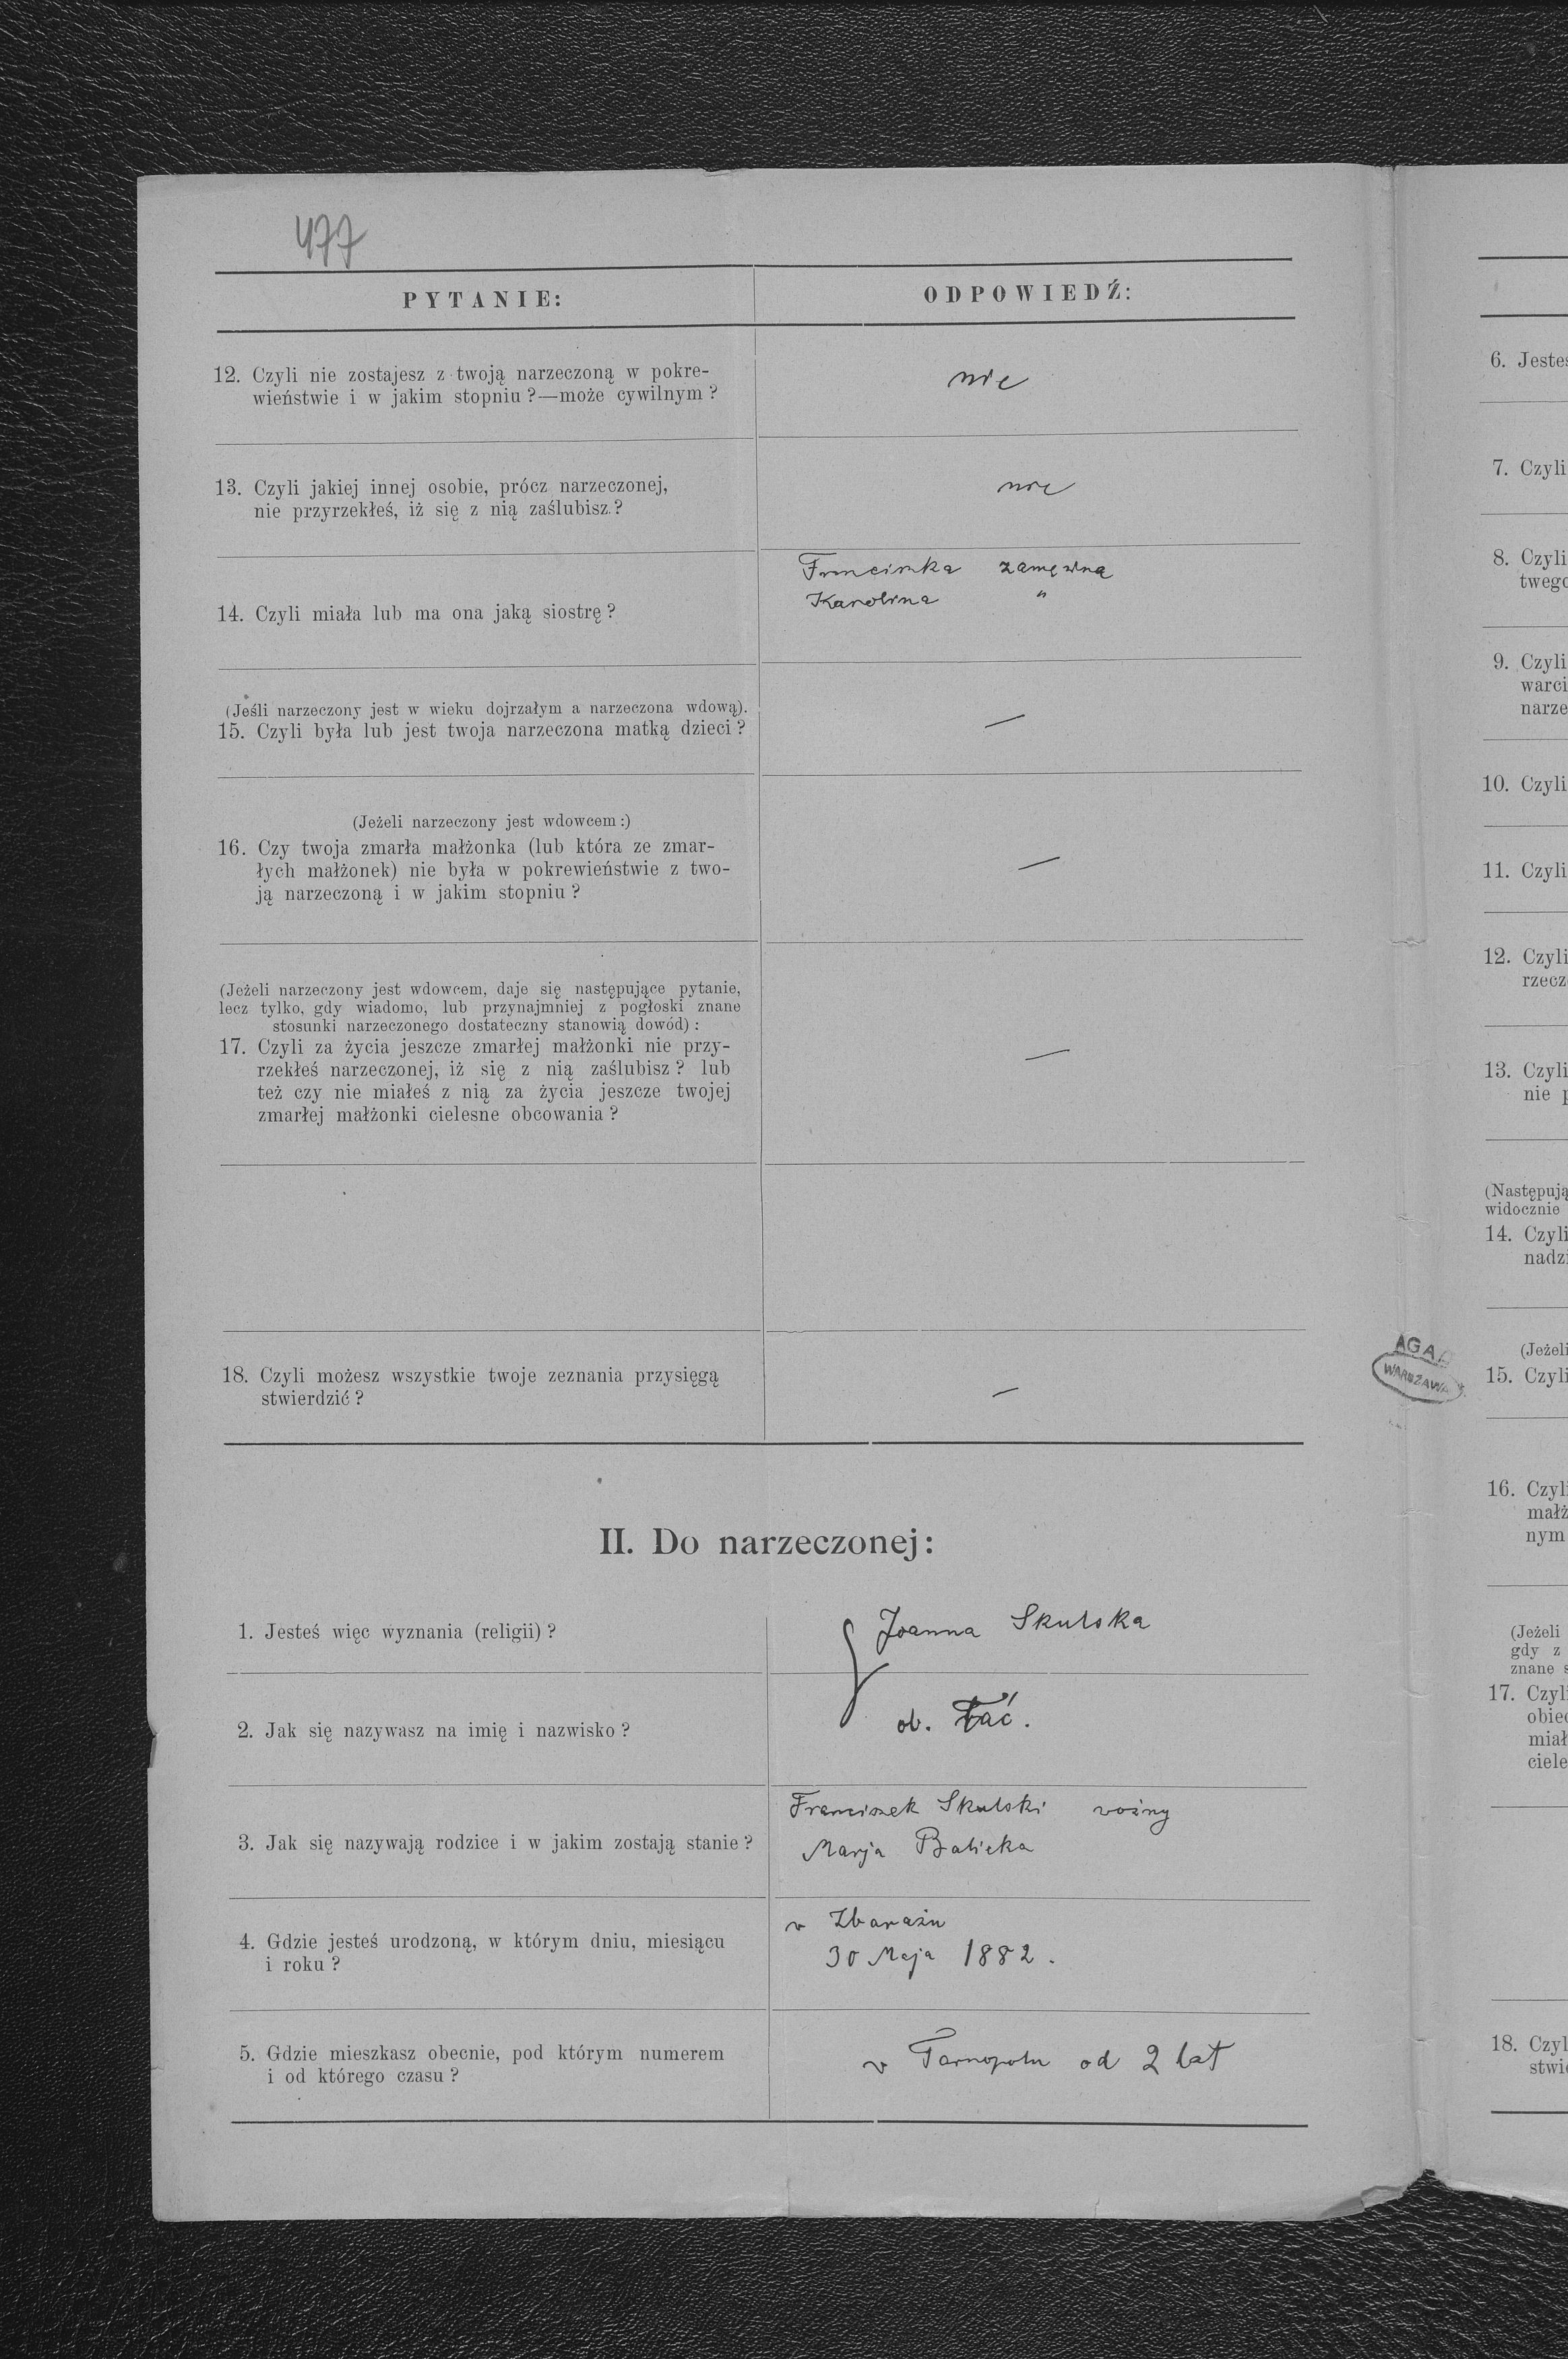 477
PYTANIE:
ODPOWIEDŹ:
12. Czyli nie zostajesz z twoją narzeczoną w pokre-
wieństwie i w jakim stopniu ?—może cywilnym ?
nie
13. Czyli jakiej innej osobie, prócz narzeczonej,
nie przyrzekłeś, iż się z nią zaślubisz ?
nie
14. Czyli miała lub ma ona jaką siostrę ?
Franciszka zamężna
Karolina "
(Jeśli narzeczony jest w wieku dojrzałym a narzeczona wdową).
15. Czyli była lub jest twoja narzeczona matką dzieci ?
—
(Jeżeli narzeczony jest wdowcem :)
16. Czy twoja zmarła małżonka (lub która ze zmar-
łych małżonek) nie była w pokrewieństwie z two-
ją narzeczoną i w jakim stopniu ?
—
(Jeżeli narzeczony jest wdowcem, daje się następujące pytanie,
lecz tylko, gdy wiadomo, lub przynajmniej z pogłoski znane
stosunki narzeczonego dostateczny stanowią dowód) :
17. Czyli za życia jeszcze zmarłej małżonki nie przy-
rzekłeś narzeczonej, iż się z nią zaślubisz ? lub
też czy nie miałeś z nią za życia jeszcze twojej
zmarłej małżonki cielesne obcowania ?
—
18. Czyli możesz wszystkie twoje zeznania przysięgą
stwierdzić ?
—
II. Do narzeczonej:
1. Jesteś więc wyznania (religii) ?
Joanna Skulska
2. Jak się nazywasz na imię i nazwisko ?
ob. łać.
3. Jak się nazywają rodzice i w jakim zostają stanie ?
Franciszek Skulski woźny
Marja Balicka
4. Gdzie jesteś urodzoną, w którym dniu, miesiącu
i roku ?
w Zbarażu
30 Maja 1882.
5. Gdzie mieszkasz obecnie, pod którym numerem
i od którego czasu ?
w Tarnopolu od 2 lat
AGAD
WARSZAWA
6. Jesteś
7. Czyli
8. Czyli
twego
9. Czyli
warci
narze
10. Czyli
11. Czyli
12. Czyli
rzecz
13. Czyli
nie p
(Następują
widocznie
14. Czyli
nadzi
(Jeżeli
15. Czyli
16. Czyli
małż
nym
(Jeżeli
gdy z
znane s
17. Czyli
obiec
miał
ciele
18. Czyl
stwie